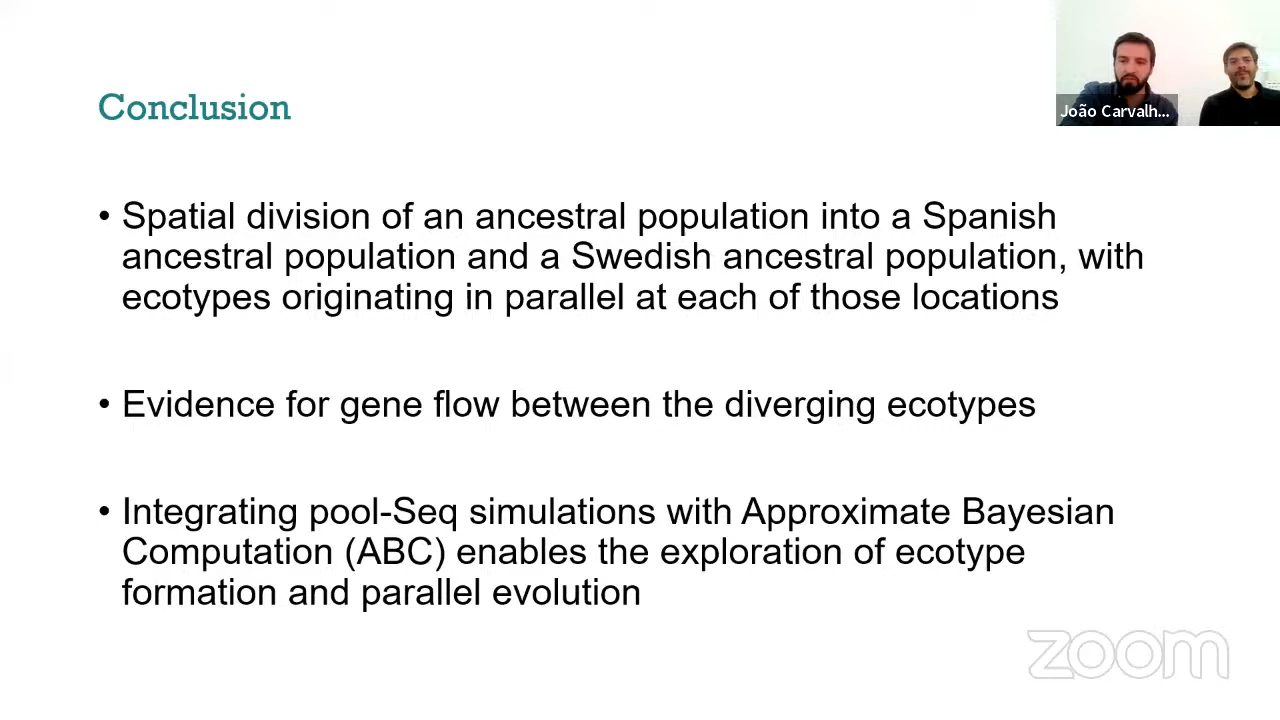 João Carvalh...
Conclusion
• Spatial division of an ancestral population into a Spanish
ancestral population and a Swedish ancestral population, with
ecotypes originating in parallel at each of those locations
• Evidence for gene flow between the diverging ecotypes
• Integrating pool-Seq simulations with Approximate Bayesian
Computation (ABC) enables the exploration of ecotype
formation and parallel evolution
zoom